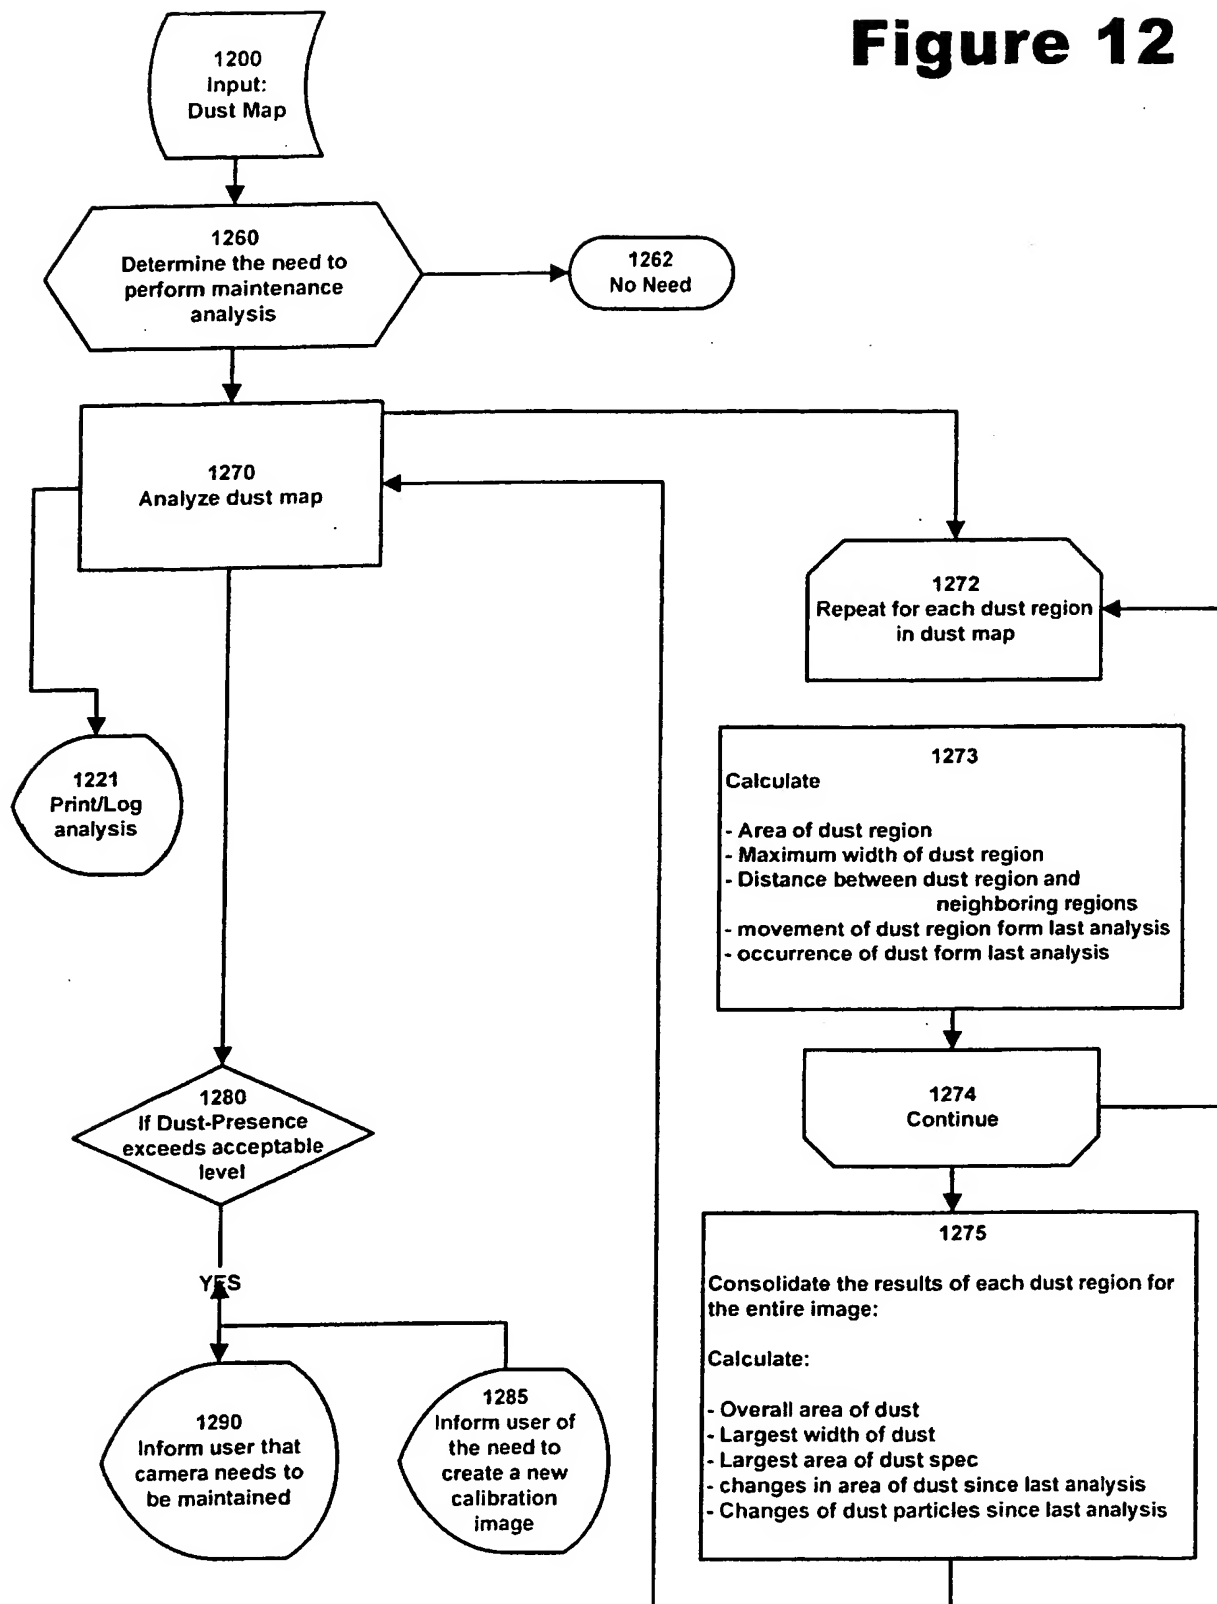 Figure 12
1200
Input:
Dust Map
1260
Determine the need to
perform maintenance
analysis
1262
No Need
1270
Analyze dust map
1272
Repeat for each dust region
in dust map
1221
Print/Log
analysis
1273
Calculate
- Area of dust region
- Maximum width of dust region
- Distance between dust region and
neighboring regions
- movement of dust region form last analysis
- occurrence of dust form last analysis
1280
If Dust-Presence
exceeds acceptable
level
1274
Continue
YES
1290
Inform user that
camera needs to
be maintained
1285
Inform user of
the need to
create a new
calibration
image
1275
Consolidate the results of each dust region for
the entire image:
Calculate:
- Overall area of dust
- Largest width of dust
- Largest area of dust spec
- changes in area of dust since last analysis
- Changes of dust particles since last analysis